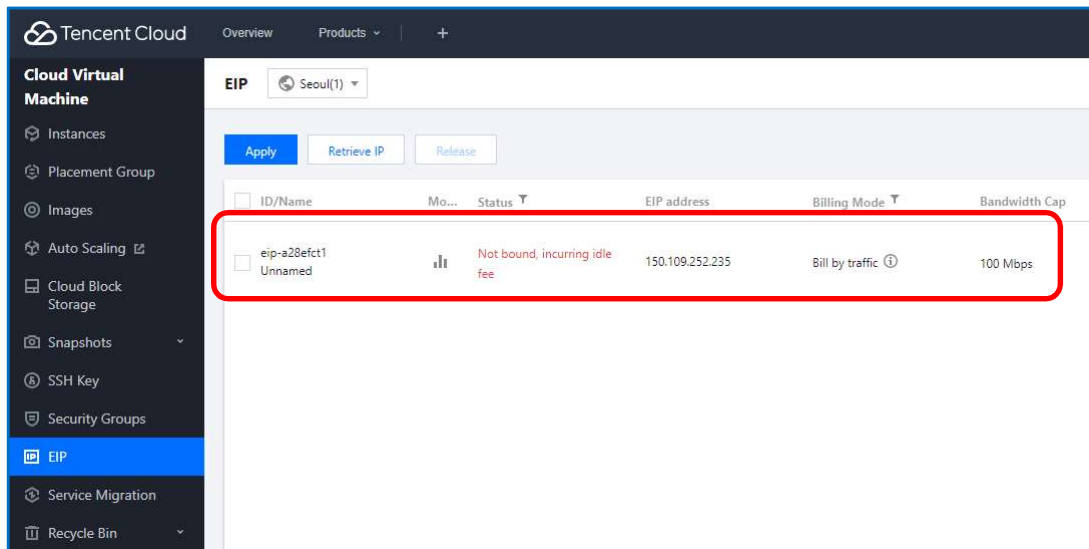 Tencent Cloud
Overview
Products
+
Cloud Virtual
Machine
Instances
Placement Group
Images
Auto Scaling
Cloud Block
Storage
Snapshots
SSH Key
Security Groups
IP EIP
Service Migration
Recycle Bin
EIP
Seoul(1)
Apply
Retrieve IP
Release
ID/Name
Mo...
Status
EIP address
Billing Mode
Bandwidth Cap
eip-a28efct1
Unnamed
Not bound, incurring idle
fee
150.109.252.235
Bill by traffic
100 Mbps